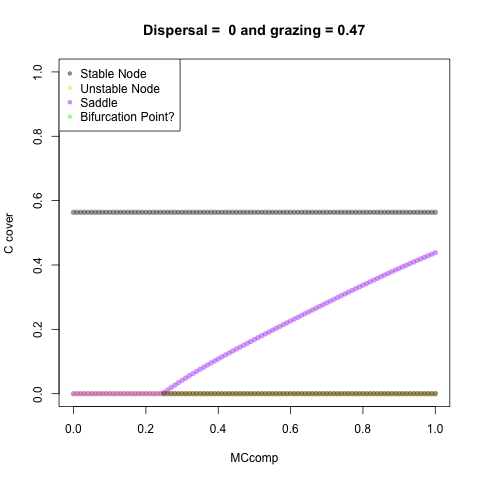 Dispersal =  0 and grazing = 0.47
Stable Node
Unstable Node
Saddle
Bifurcation Point?
1.0
0.8
0.6
0.4
0.2
0.0
C cover
0.0 0.2 0.4 0.6 0.8 1.0
MCcomp